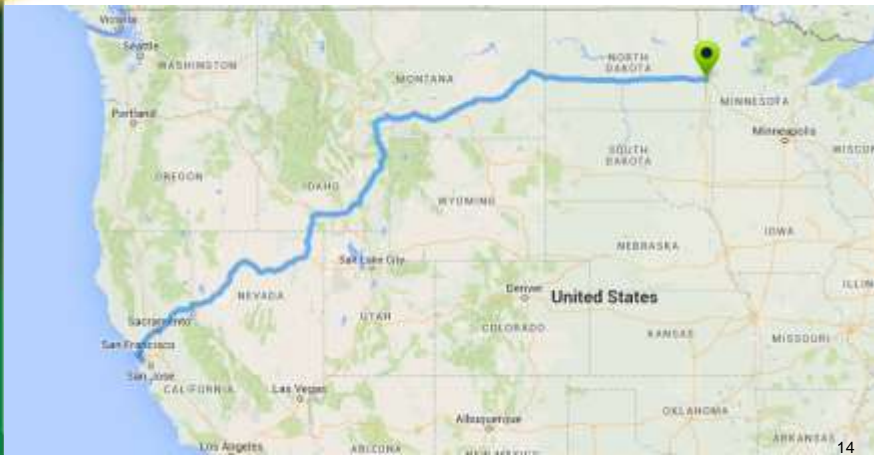 Victoria
Seattle
WASHINGTON
MONTANA
NORTH
DAKOTA
MINNESOTA
Portland
Minneapolis
OREGON
IDAHO
SOUTH
DAKOTA
WYOMING
IOWA
NEBRASKA
Salt Lake City
NEVADA
Denver
United States
UTAH
COLORADO
Sacramento
KANSAS
MISSOURI
San Francisco
San Jose
CALIFORNIA
Las Vegas
Albuquerque
OKLAHOMA
Los Angeles
ARIZONA
NEW MEXICO
ARKANSAS
14